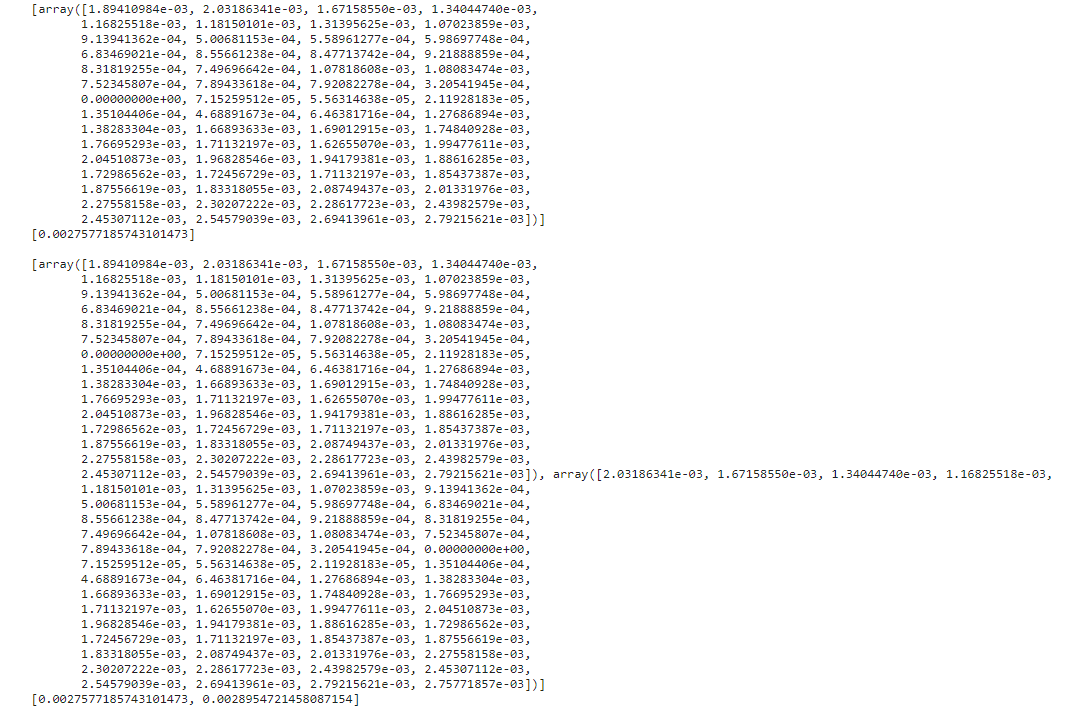 [array([1.89410984e-03, 2.03186341e-03, 1.67158550e-03, 1.34044740e-03,
1.16825518e-03, 1.18150101e-03, 1.31395625e-03, 1.07023859e-03,
9.13941362e-04, 5.00681153e-04, 5.58961277e-04, 5.98697748e-04,
6.83469021e-04, 8.55661238e-04, 8.47713742e-04, 9.21888859e-04,
8.31819255e-04, 7.49696642e-04, 1.07818608e-03, 1.08083474e-03,
7.52345807e-04, 7.89433618e-04, 7.92082278e-04, 3.20541945e-04,
0.00000000e+00, 7.15259512e-05, 5.56314638e-05, 2.11928183e-05,
1.35104406e-04, 4.68891673e-04, 6.46381716e-04, 1.27686894e-03,
1.38283304e-03, 1.66893633e-03, 1.69012915e-03, 1.74840928e-03,
1.76695293e-03, 1.71132197e-03, 1.62655070e-03, 1.99477611e-03,
2.04510873e-03, 1.96828546e-03, 1.94179381e-03, 1.88616285e-03,
1.72986562e-03, 1.72456729e-03, 1.71132197e-03, 1.85437387e-03,
1.87556619e-03, 1.83318055e-03, 2.08749437e-03, 2.01331976e-03,
2.27558158e-03, 2.30207222e-03, 2.28617723e-03, 2.43982579e-03,
2.45307112e-03, 2.54579039e-03, 2.69413961e-03, 2.79215621e-03])]
[0.0027577185743101473]
[array([1.89410984e-03, 2.03186341e-03, 1.67158550e-03, 1.34044740e-03,
1.16825518e-03, 1.18150101e-03, 1.31395625e-03, 1.07023859e-03,
9.13941362e-04, 5.00681153e-04, 5.58961277e-04, 5.98697748e-04,
6.83469021e-04, 8.55661238e-04, 8.47713742e-04, 9.21888859e-04,
8.31819255e-04, 7.49696642e-04, 1.07818608e-03, 1.08083474e-03,
7.52345807e-04, 7.89433618e-04, 7.92082278e-04, 3.20541945e-04,
0.00000000e+00, 7.15259512e-05, 5.56314638e-05, 2.11928183e-05,
1.35104406e-04, 4.68891673e-04, 6.46381716e-04, 1.27686894e-03,
1.38283304e-03, 1.66893633e-03, 1.69012915e-03, 1.74840928e-03,
1.76695293e-03, 1.71132197e-03, 1.62655070e-03, 1.99477611e-03,
2.04510873e-03, 1.96828546e-03, 1.94179381e-03, 1.88616285e-03,
1.72986562e-03, 1.72456729e-03, 1.71132197e-03, 1.85437387e-03,
1.87556619e-03, 1.83318055e-03, 2.08749437e-03, 2.01331976e-03,
2.27558158e-03, 2.30207222e-03, 2.28617723e-03, 2.43982579e-03,
2.45307112e-03, 2.54579039e-03, 2.69413961e-03, 2.79215621e-03]), array([2.03186341e-03, 1.67158550e-03, 1.34044740e-03, 1.16825518e-03,
1.18150101e-03, 1.31395625e-03, 1.07023859e-03, 9.13941362e-04,
5.00681153e-04, 5.58961277e-04, 5.98697748e-04, 6.83469021e-04,
8.55661238e-04, 8.47713742e-04, 9.21888859e-04, 8.31819255e-04,
7.49696642e-04, 1.07818608e-03, 1.08083474e-03, 7.52345807e-04,
7.89433618e-04, 7.92082278e-04, 3.20541945e-04, 0.00000000e+00,
7.15259512e-05, 5.56314638e-05, 2.11928183e-05, 1.35104406e-04,
4.68891673e-04, 6.46381716e-04, 1.27686894e-03, 1.38283304e-03,
1.66893633e-03, 1.69012915e-03, 1.74840928e-03, 1.76695293e-03,
1.71132197e-03, 1.62655070e-03, 1.99477611e-03, 2.04510873e-03,
1.96828546e-03, 1.94179381e-03, 1.88616285e-03, 1.72986562e-03,
1.72456729e-03, 1.71132197e-03, 1.85437387e-03, 1.87556619e-03,
1.83318055e-03, 2.08749437e-03, 2.01331976e-03, 2.27558158e-03,
2.30207222e-03, 2.28617723e-03, 2.43982579e-03, 2.45307112e-03,
2.54579039e-03, 2.69413961e-03, 2.79215621e-03, 2.75771857e-03])]
[0.0027577185743101473, 0.0028954721458087154]